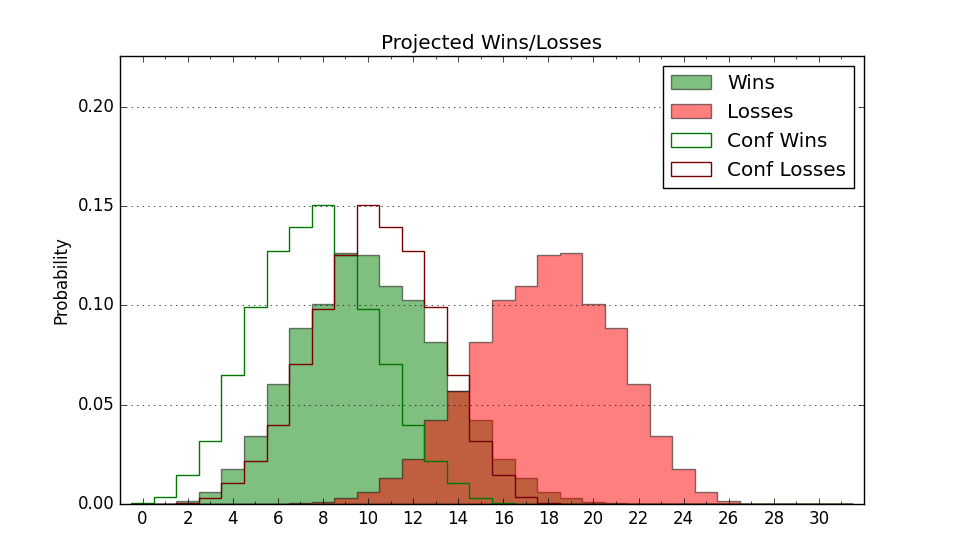 Projected Wins/Losses
Wins
Losses
Conf Wins
Conf Losses
Probability
0.20
0.15
0.10
0.05
0.00
0 2 4 6 8 10 12 14 16 18 20 22 24 26 28 30